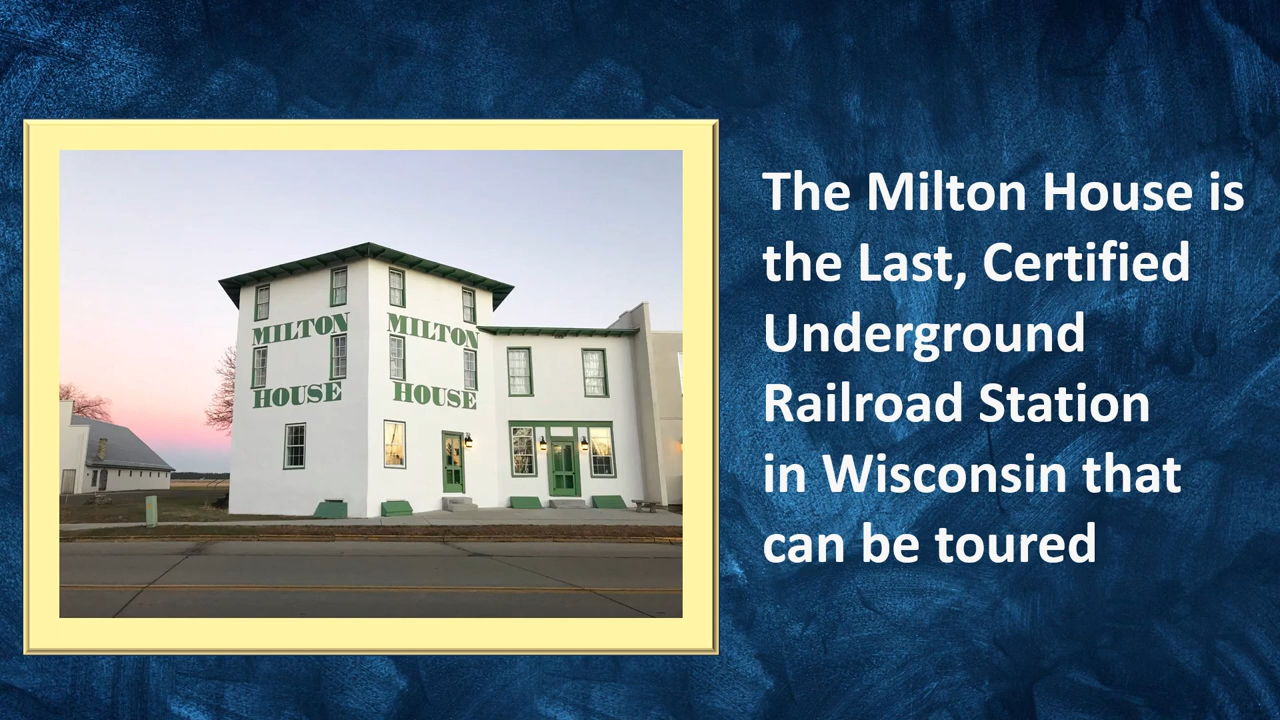 MILTON MILTON
HOUSE HOUSE
The Milton House is
the Last, Certified
Underground
Railroad Station
in Wisconsin that
can be toured